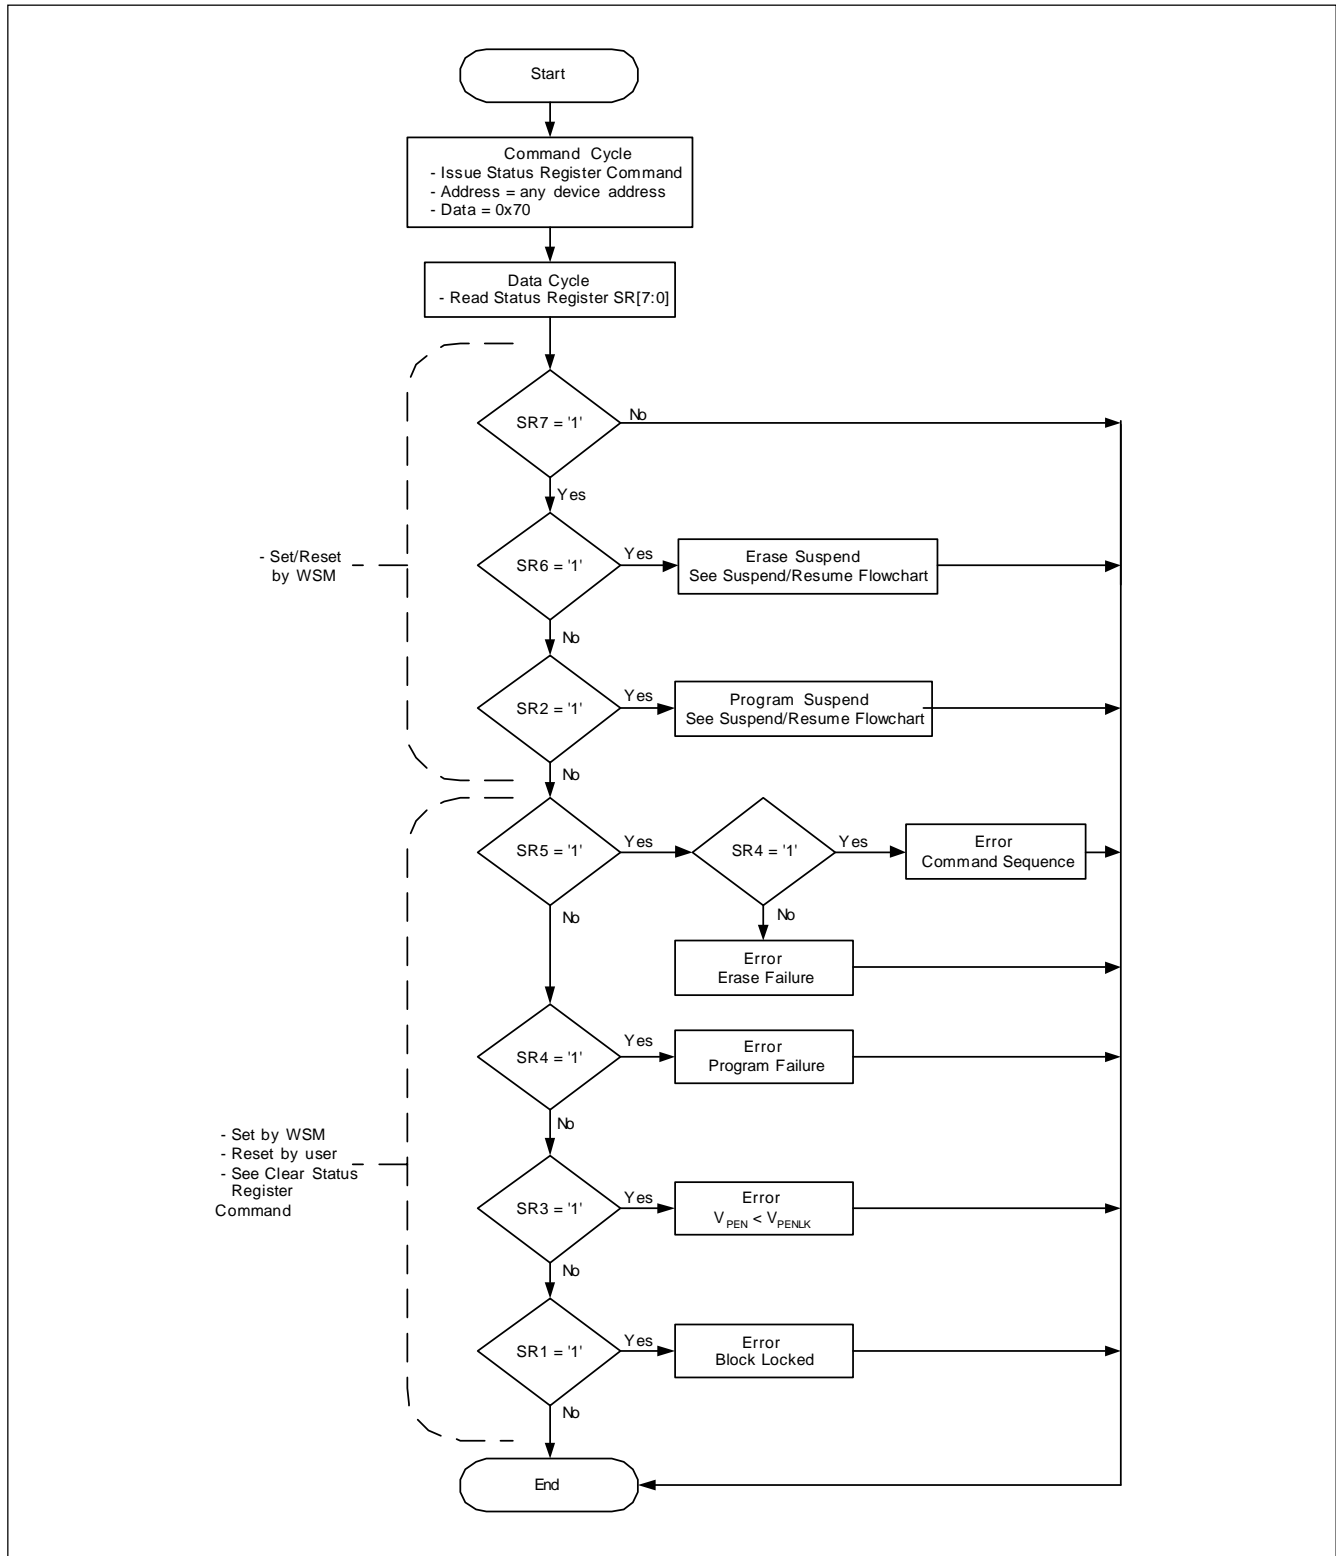 Start
Command Cycle
- Issue Status Register Command
- Address = any device address
- Data = 0x70
Data Cycle
- Read Status Register SR[7:0]
SR7 = '1'
No
Yes
- Set/Reset
by WSM
SR6 = '1'
Yes
Erase Suspend
See Suspend/Resume Flowchart
No
SR2 = '1'
Yes
Program Suspend
See Suspend/Resume Flowchart
No
SR5 = '1'
Yes
SR4 = '1'
Yes
Error
Command Sequence
No
No
Error
Erase Failure
SR4 = '1'
Yes
Error
Program Failure
No
- Set by WSM
- Reset by user
- See Clear Status
Register
Command
SR3 = '1'
Yes
Error
VPEN < VPENLK
No
SR1 = '1'
Yes
Error
Block Locked
No
End